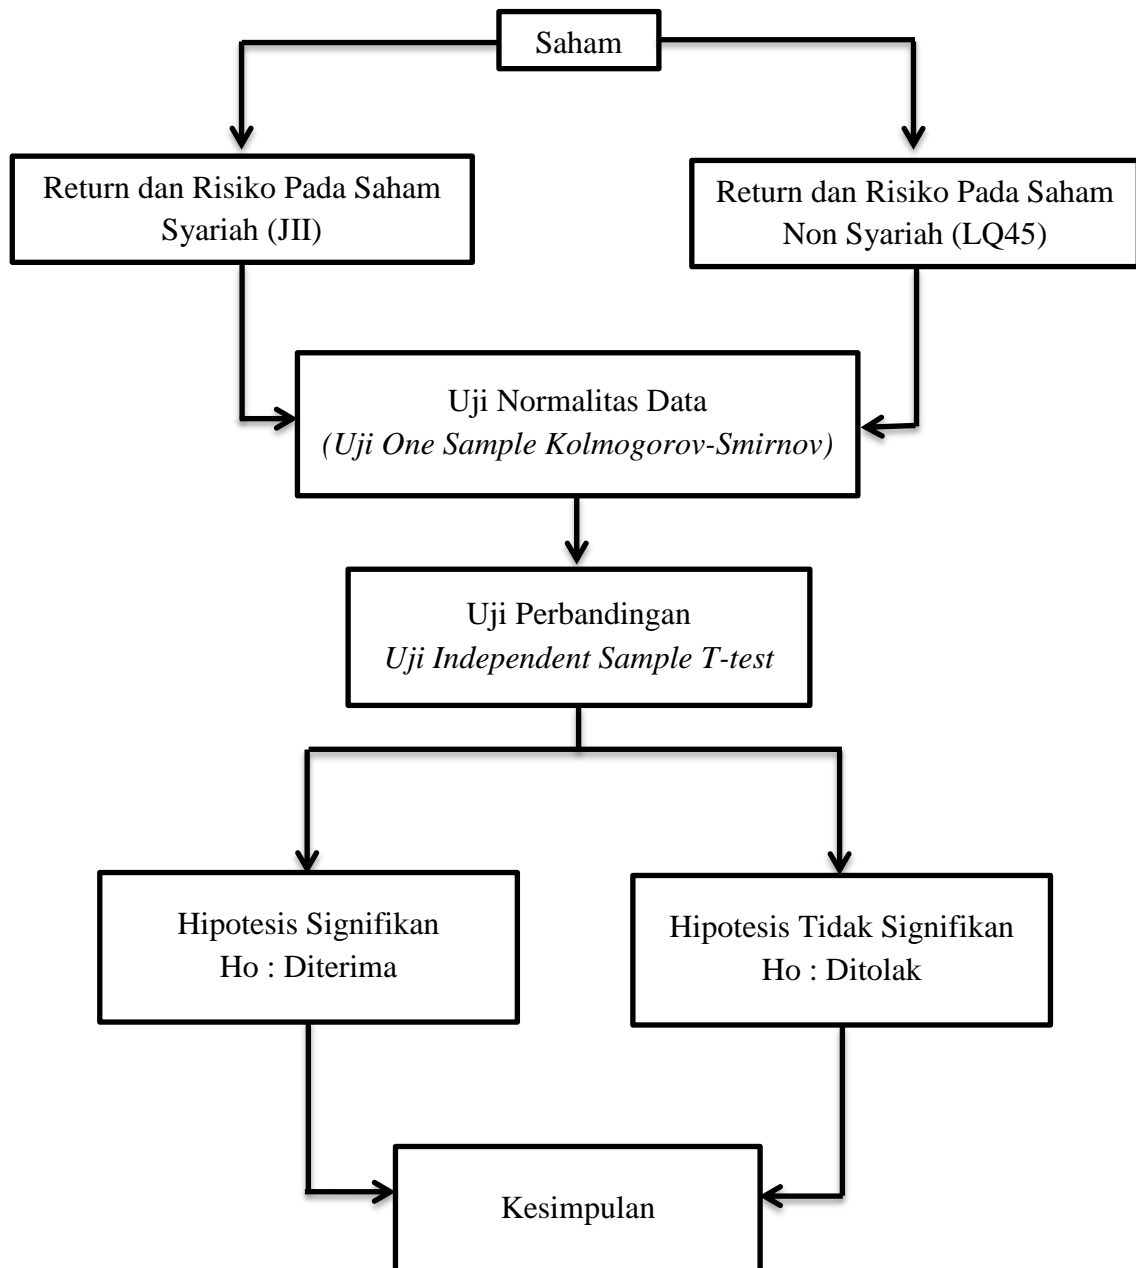 Saham
Return dan Risiko Pada Saham
Syariah (JII)
Return dan Risiko Pada Saham
Non Syariah (LQ45)
Uji Normalitas Data
(Uji One Sample Kolmogorov-Smirnov)
Uji Perbandingan
Uji Independent Sample T-test
Hipotesis Signifikan
Ho : Diterima
Hipotesis Tidak Signifikan
Ho : Ditolak
Kesimpulan